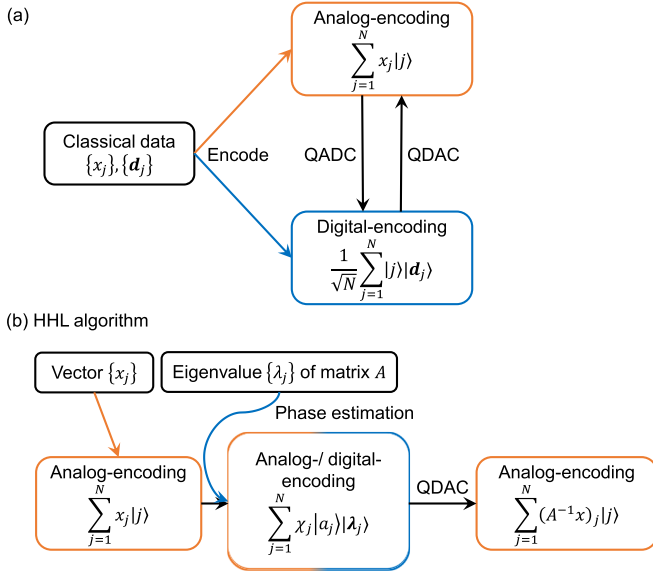 (a)
Analog-encoding
∑_{j=1}^{N} x_j|j⟩
Classical data
{x_j}, {𝒅_j}
Encode
QADC
QDAC
Digital-encoding
1/√N ∑_{j=1}^{N} |j⟩|𝒅_j⟩
(b) HHL algorithm
Vector {x_j}
Eigenvalue {λ_j} of matrix A
Phase estimation
Analog-encoding
∑_{j=1}^{N} x_j|j⟩
Analog-/ digital-
encoding
∑_{j=1}^{N} χ_j|a_j⟩|𝝀_j⟩
QDAC
Analog-encoding
∑_{j=1}^{N} (A^{-1}x)_j|j⟩